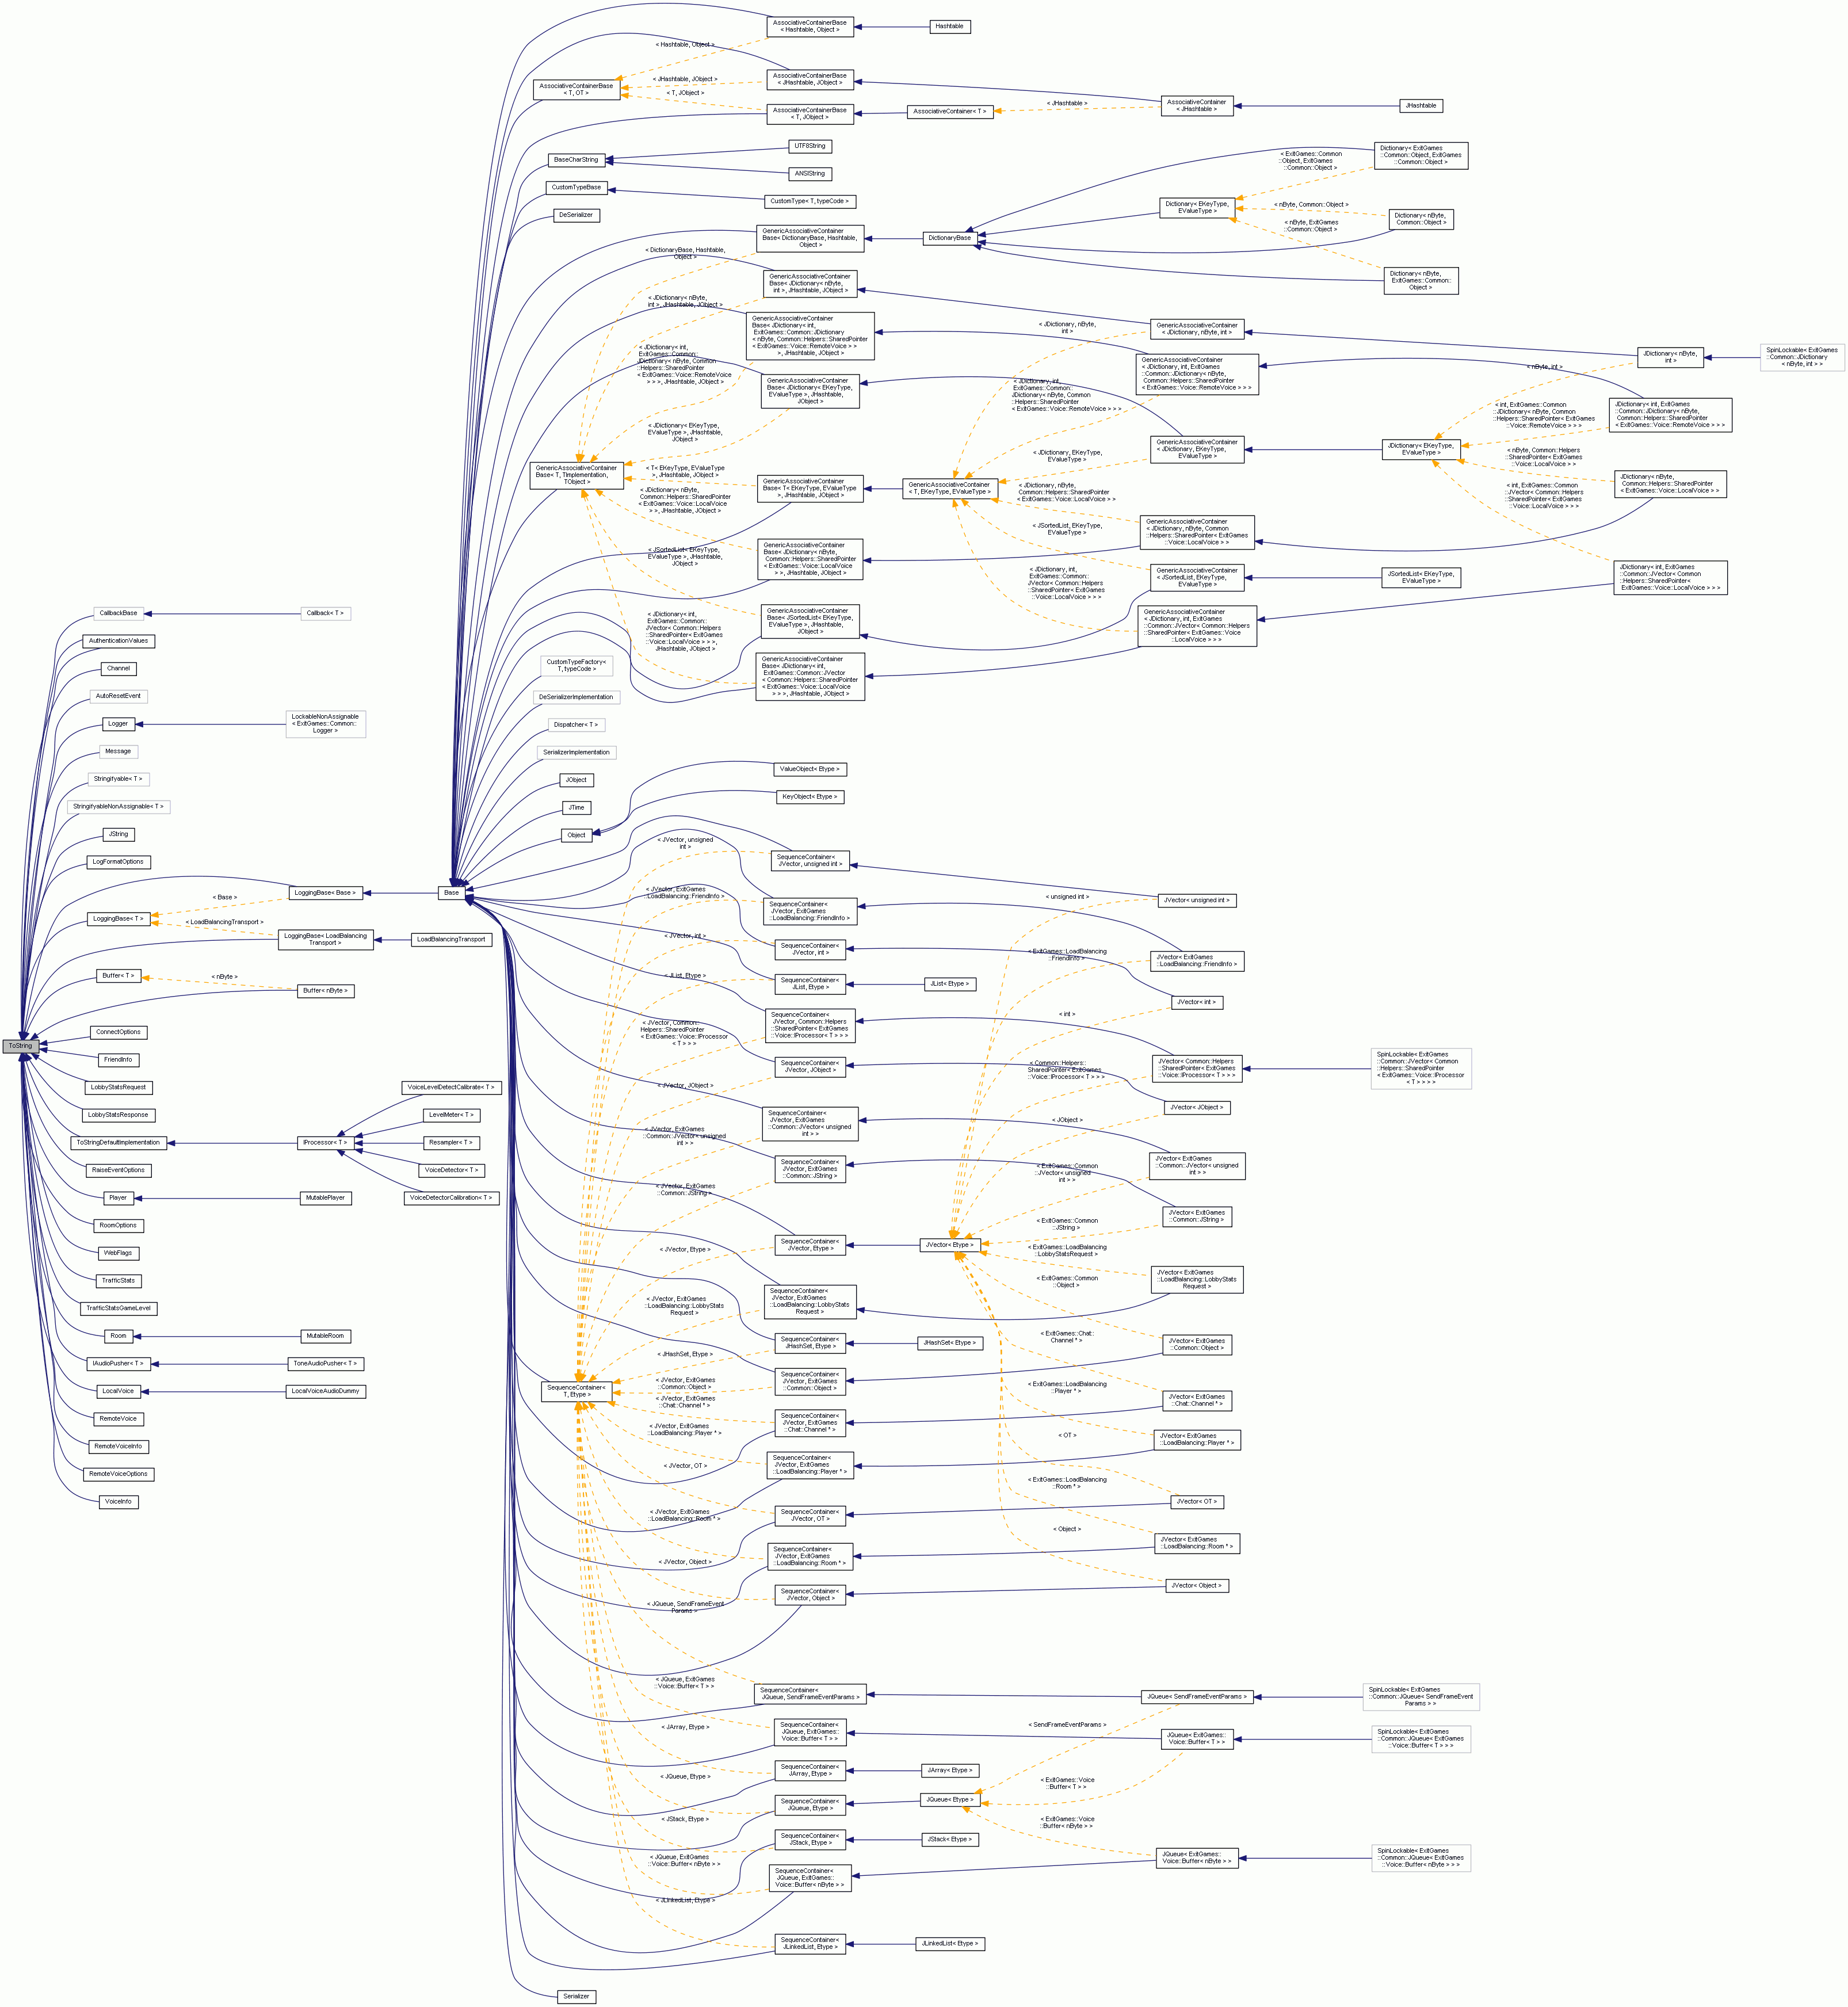 ToString
CallbackBase
Callback< T >
AuthenticationValues
Channel
AutoResetEvent
Logger
LockableNonAssignable
< ExitGames::Common::
Logger >
Message
Stringifyable< T >
StringifyableNonAssignable< T >
JString
LogFormatOptions
LoggingBase< Base >
< Base >
LoggingBase< T >
< LoadBalancingTransport >
LoggingBase< LoadBalancing
Transport >
LoadBalancingTransport
Buffer< T >
< nByte >
Buffer< nByte >
ConnectOptions
FriendInfo
LobbyStatsRequest
LobbyStatsResponse
ToStringDefaultImplementation
IProcessor< T >
VoiceLevelDetectCalibrate< T >
LevelMeter< T >
Resampler< T >
VoiceDetector< T >
VoiceDetectorCalibration< T >
RaiseEventOptions
Player
MutablePlayer
RoomOptions
WebFlags
TrafficStats
TrafficStatsGameLevel
Room
MutableRoom
IAudioPusher< T >
ToneAudioPusher< T >
LocalVoice
LocalVoiceAudioDummy
RemoteVoice
RemoteVoiceInfo
RemoteVoiceOptions
VoiceInfo
Base
AssociativeContainerBase
< T, OT >
< Hashtable, Object >
< JHashtable, JObject >
< T, JObject >
AssociativeContainerBase
< Hashtable, Object >
Hashtable
AssociativeContainerBase
< JHashtable, JObject >
AssociativeContainerBase
< T, JObject >
AssociativeContainer< T >
< JHashtable >
AssociativeContainer
< JHashtable >
JHashtable
BaseCharString
UTF8String
ANSIString
CustomTypeBase
CustomType< T, typeCode >
DeSerializer
GenericAssociativeContainer
Base< DictionaryBase, Hashtable,
Object >
DictionaryBase
Dictionary< EKeyType,
EValueType >
< ExitGames::Common
::Object, ExitGames
::Common::Object >
< nByte, Common::Object >
< nByte, ExitGames
::Common::Object >
Dictionary< ExitGames
::Common::Object, ExitGames
::Common::Object >
Dictionary< nByte,
Common::Object >
Dictionary< nByte,
ExitGames::Common::
Object >
< DictionaryBase, Hashtable,
Object >
< JDictionary< nByte,
int >, JHashtable, JObject >
< JDictionary< int,
ExitGames::Common::
JDictionary< nByte, Common
::Helpers::SharedPointer
< ExitGames::Voice::RemoteVoice
> > >, JHashtable, JObject >
< JDictionary< EKeyType,
EValueType >, JHashtable,
JObject >
< T< EKeyType, EValueType
>, JHashtable, JObject >
< JDictionary< nByte,
Common::Helpers::SharedPointer
< ExitGames::Voice::LocalVoice
> >, JHashtable, JObject >
< JSortedList< EKeyType,
EValueType >, JHashtable,
JObject >
< JDictionary< int,
ExitGames::Common::
JVector< Common::Helpers
::SharedPointer< ExitGames
::Voice::LocalVoice > > >,
JHashtable, JObject >
GenericAssociativeContainer
Base< T, TImplementation,
TObject >
GenericAssociativeContainer
Base< JDictionary< nByte,
int >, JHashtable, JObject >
GenericAssociativeContainer
Base< JDictionary< int,
ExitGames::Common::JDictionary
< nByte, Common::Helpers::SharedPointer
< ExitGames::Voice::RemoteVoice > >
>, JHashtable, JObject >
GenericAssociativeContainer
Base< JDictionary< EKeyType,
EValueType >, JHashtable,
JObject >
GenericAssociativeContainer
Base< T< EKeyType, EValueType
>, JHashtable, JObject >
GenericAssociativeContainer
Base< JDictionary< nByte,
Common::Helpers::SharedPointer
< ExitGames::Voice::LocalVoice
> >, JHashtable, JObject >
GenericAssociativeContainer
Base< JSortedList< EKeyType,
EValueType >, JHashtable,
JObject >
GenericAssociativeContainer
Base< JDictionary< int,
ExitGames::Common::JVector
< Common::Helpers::SharedPointer
< ExitGames::Voice::LocalVoice
> > >, JHashtable, JObject >
GenericAssociativeContainer
< T, EKeyType, EValueType >
< JDictionary, nByte,
int >
< JDictionary, int,
ExitGames::Common::
JDictionary< nByte, Common
::Helpers::SharedPointer
< ExitGames::Voice::RemoteVoice > > >
< JDictionary, EKeyType,
EValueType >
< JDictionary, nByte,
Common::Helpers::SharedPointer
< ExitGames::Voice::LocalVoice > >
< JSortedList, EKeyType,
EValueType >
< JDictionary, int,
ExitGames::Common::
JVector< Common::Helpers
::SharedPointer< ExitGames
::Voice::LocalVoice > > >
GenericAssociativeContainer
< JDictionary, nByte, int >
GenericAssociativeContainer
< JDictionary, int, ExitGames
::Common::JDictionary< nByte,
Common::Helpers::SharedPointer
< ExitGames::Voice::RemoteVoice > > >
GenericAssociativeContainer
< JDictionary, EKeyType,
EValueType >
GenericAssociativeContainer
< JDictionary, nByte, Common
::Helpers::SharedPointer< ExitGames
::Voice::LocalVoice > >
GenericAssociativeContainer
< JSortedList, EKeyType,
EValueType >
GenericAssociativeContainer
< JDictionary, int, ExitGames
::Common::JVector< Common::Helpers
::SharedPointer< ExitGames::Voice
::LocalVoice > > >
JSortedList< EKeyType,
EValueType >
JDictionary< EKeyType,
EValueType >
< nByte, int >
< int, ExitGames::Common
::JDictionary< nByte, Common
::Helpers::SharedPointer< ExitGames
::Voice::RemoteVoice > > >
< nByte, Common::Helpers
::SharedPointer< ExitGames
::Voice::LocalVoice > >
< int, ExitGames::Common
::JVector< Common::Helpers
::SharedPointer< ExitGames
::Voice::LocalVoice > > >
JDictionary< nByte,
int >
SpinLockable< ExitGames
::Common::JDictionary
< nByte, int > >
JDictionary< int, ExitGames
::Common::JDictionary< nByte,
Common::Helpers::SharedPointer
< ExitGames::Voice::RemoteVoice > > >
JDictionary< nByte,
Common::Helpers::SharedPointer
< ExitGames::Voice::LocalVoice > >
JDictionary< int, ExitGames
::Common::JVector< Common
::Helpers::SharedPointer<
ExitGames::Voice::LocalVoice > > >
CustomTypeFactory<
T, typeCode >
DeSerializerImplementation
Dispatcher< T >
SerializerImplementation
JObject
JTime
Object
ValueObject< Etype >
KeyObject< Etype >
SequenceContainer<
T, Etype >
< JVector, unsigned
int >
< JVector, ExitGames
::LoadBalancing::FriendInfo >
< JVector, int >
< JList, Etype >
< JVector, Common::
Helpers::SharedPointer
< ExitGames::Voice::IProcessor
< T > > >
< JVector, JObject >
< JVector, ExitGames
::Common::JVector< unsigned
int > >
< JVector, ExitGames
::Common::JString >
< JVector, Etype >
< JVector, ExitGames
::LoadBalancing::LobbyStats
Request >
< JHashSet, Etype >
< JVector, ExitGames
::Common::Object >
< JVector, ExitGames
::Chat::Channel * >
< JVector, ExitGames
::LoadBalancing::Player * >
< JVector, OT >
< JVector, ExitGames
::LoadBalancing::Room * >
< JVector, Object >
< JQueue, SendFrameEvent
Params >
< JQueue, ExitGames
::Voice::Buffer< T > >
< JArray, Etype >
< JQueue, Etype >
< JStack, Etype >
< JQueue, ExitGames
::Voice::Buffer< nByte > >
< JLinkedList, Etype >
SequenceContainer<
JVector, unsigned int >
SequenceContainer<
JVector, ExitGames
::LoadBalancing::FriendInfo >
SequenceContainer<
JVector, int >
SequenceContainer<
JList, Etype >
JList< Etype >
SequenceContainer<
JVector, Common::Helpers
::SharedPointer< ExitGames
::Voice::IProcessor< T > > >
SequenceContainer<
JVector, JObject >
SequenceContainer<
JVector, ExitGames
::Common::JVector< unsigned
int > >
SequenceContainer<
JVector, ExitGames
::Common::JString >
SequenceContainer<
JVector, Etype >
SequenceContainer<
JVector, ExitGames
::LoadBalancing::LobbyStats
Request >
SequenceContainer<
JHashSet, Etype >
JHashSet< Etype >
SequenceContainer<
JVector, ExitGames
::Common::Object >
SequenceContainer<
JVector, ExitGames
::Chat::Channel * >
SequenceContainer<
JVector, ExitGames
::LoadBalancing::Player * >
SequenceContainer<
JVector, OT >
SequenceContainer<
JVector, ExitGames
::LoadBalancing::Room * >
SequenceContainer<
JVector, Object >
JVector< Etype >
< unsigned int >
< ExitGames::LoadBalancing
::FriendInfo >
< int >
< Common::Helpers::
SharedPointer< ExitGames
::Voice::IProcessor< T > > >
< JObject >
< ExitGames::Common
::JVector< unsigned
int > >
< ExitGames::Common
::JString >
< ExitGames::LoadBalancing
::LobbyStatsRequest >
< ExitGames::Common
::Object >
< ExitGames::Chat::
Channel * >
< ExitGames::LoadBalancing
::Player * >
< OT >
< ExitGames::LoadBalancing
::Room * >
< Object >
JVector< unsigned int >
JVector< ExitGames
::LoadBalancing::FriendInfo >
JVector< int >
JVector< Common::Helpers
::SharedPointer< ExitGames
::Voice::IProcessor< T > > >
SpinLockable< ExitGames
::Common::JVector< Common
::Helpers::SharedPointer
< ExitGames::Voice::IProcessor
< T > > > >
JVector< JObject >
JVector< ExitGames
::Common::JVector< unsigned
int > >
JVector< ExitGames
::Common::JString >
JVector< ExitGames
::LoadBalancing::LobbyStats
Request >
JVector< ExitGames
::Common::Object >
JVector< ExitGames
::Chat::Channel * >
JVector< ExitGames
::LoadBalancing::Player * >
JVector< OT >
JVector< ExitGames
::LoadBalancing::Room * >
JVector< Object >
SequenceContainer<
JQueue, SendFrameEventParams >
SequenceContainer<
JQueue, ExitGames::
Voice::Buffer< T > >
SequenceContainer<
JArray, Etype >
JArray< Etype >
SequenceContainer<
JQueue, Etype >
JQueue< Etype >
SequenceContainer<
JStack, Etype >
JStack< Etype >
SequenceContainer<
JQueue, ExitGames::
Voice::Buffer< nByte > >
SequenceContainer<
JLinkedList, Etype >
JLinkedList< Etype >
< SendFrameEventParams >
< ExitGames::Voice
::Buffer< T > >
< ExitGames::Voice
::Buffer< nByte > >
JQueue< SendFrameEventParams >
SpinLockable< ExitGames
::Common::JQueue< SendFrameEvent
Params > >
JQueue< ExitGames::
Voice::Buffer< T > >
SpinLockable< ExitGames
::Common::JQueue< ExitGames
::Voice::Buffer< T > > >
JQueue< ExitGames::
Voice::Buffer< nByte > >
SpinLockable< ExitGames
::Common::JQueue< ExitGames
::Voice::Buffer< nByte > > >
Serializer